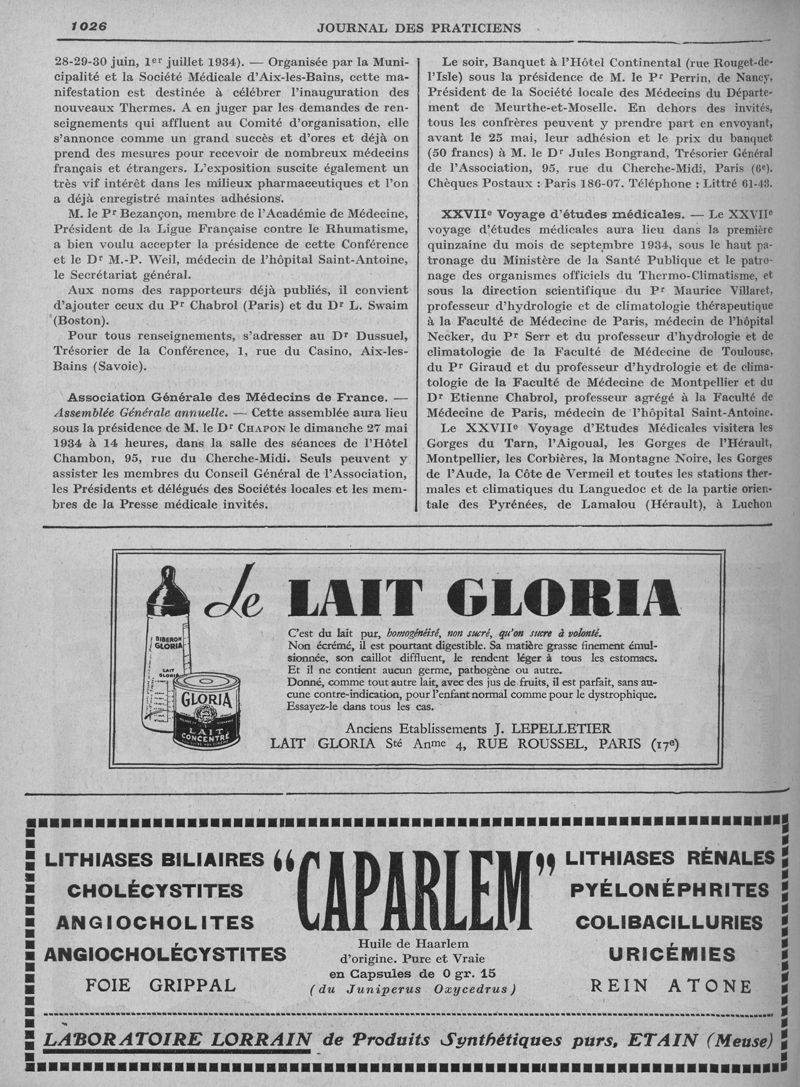 1026
JOURNAL DES PRATICIENS
28-29-30 juin, 1er juillet 1934). — Organisée par la Muni-
cipalité et la Société Médicale d'Aix-les-Bains, cette ma-
nifestation est destinée à célébrer l'inauguration des
nouveaux Thermes. A en juger par les demandes de ren-
seignements qui affluent au Comité d'organisation, elle
s'annonce comme un grand succès et d'ores et déjà on
prend des mesures pour recevoir de nombreux médecins
français et étrangers. L'exposition suscite également un
très vif intérêt dans les milieux pharmaceutiques et l'on
a déjà enregistré maintes adhésions.
M. le Pr Bezançon, membre de l'Académie de Médecine,
Président de la Ligue Française contre le Rhumatisme,
a bien voulu accepter la présidence de cette Conférence
et le Dr M.-P. Weil, médecin de l'hôpital Saint-Antoine,
le Secrétariat général.
Aux noms des rapporteurs déjà publiés, il convient
d'ajouter ceux du Pr Chabrol (Paris) et du Dr L. Swaim
(Boston).
Pour tous renseignements, s'adresser au Dr Dussuel,
Trésorier de la Conférence, 1, rue du Casino, Aix-les-
Bains (Savoie).
Association Générale des Médecins de France. —
Assemblée Générale annuelle. — Cette assemblée aura lieu
sous la présidence de M. le Dr CHAPON le dimanche 27 mai
1934 à 14 heures, dans la salle des séances de l'Hôtel
Chambon, 95, rue du Cherche-Midi. Seuls peuvent y
assister les membres du Conseil Général de l'Association,
les Présidents et délégués des Sociétés locales et les mem-
bres de la Presse médicale invités.
Le soir, Banquet à l'Hôtel Continental (rue Rouget-de-
l'Isle) sous la présidence de M. le Pr Perrin, de Nancy,
Président de la Société locale des Médecins du Départe-
ment de Meurthe-et-Moselle. En dehors des invités,
tous les confrères peuvent y prendre part en envoyant,
avant le 25 mai, leur adhésion et le prix du banquet
(50 francs) à M. le Dr Jules Bongrand, Trésorier Général
de l'Association, 95, rue du Cherche-Midi, Paris (6e).
Chèques Postaux : Paris 186-07. Téléphone : Littré 61-43.
XXVIIe Voyage d'études médicales. — Le XXVIIe
voyage d'études médicales aura lieu dans la première
quinzaine du mois de septembre 1934, sous le haut pa-
tronage du Ministère de la Santé Publique et le patro-
nage des organismes officiels du Thermo-Climatisme, et
sous la direction scientifique du Pr Maurice Villaret,
professeur d'hydrologie et de climatologie thérapeutique
à la Faculté de Médecine de Paris, médecin de l'hôpital
Necker, du Pr Serr et du professeur d'hydrologie et de
climatologie de la Faculté de Médecine de Toulouse,
du Pr Giraud et du professeur d'hydrologie et de clima-
tologie de la Faculté de Médecine de Montpellier et du
Dr Etienne Chabrol, professeur agrégé à la Faculté de
Médecine de Paris, médecin de l'hôpital Saint-Antoine.
Le XXVIIe Voyage d'Etudes Médicales visitera les
Gorges du Tarn, l'Aigoual, les Gorges de l'Hérault,
Montpellier, les Corbières, la Montagne Noire, les Gorges
de l'Aude, la Côte de Vermeil et toutes les stations ther-
males et climatiques du Languedoc et de la partie orien-
tale des Pyrénées, de Lamalou (Hérault), à Luchon
Le LAIT GLORIA
BIBERON
GLORIA
LAIT
GLORIA
GLORIA
LAIT
CONCENTRÉ
C'est du lait pur, homogénéisé, non sucré, qu'on sucre à volonté.
Non écrémé, il est pourtant digestible. Sa matière grasse finement émul-
sionnée, son caillot diffluent, le rendent léger à tous les estomacs.
Et il ne contient aucun germe, pathogène ou autre.
Donné, comme tout autre lait, avec des jus de fruits, il est parfait, sans au-
cune contre-indication, pour l'enfant normal comme pour le dystrophique.
Essayez-le dans tous les cas.
Anciens Etablissements J. LEPELLETIER
LAIT GLORIA Sté Anme 4, RUE ROUSSEL, PARIS (17e)
LITHIASES BILIAIRES
CHOLÉCYSTITES
ANGIOCHOLITES
ANGIOCHOLÉCYSTITES
FOIE GRIPPAL
"CAPARLEM"
Huile de Haarlem
d'origine. Pure et Vraie
en Capsules de 0 gr. 15
(du Juniperus Oxycedrus)
LITHIASES RÉNALES
PYÉLONÉPHRITES
COLIBACILLURIES
URICÉMIES
REIN ATONE
LABORATOIRE LORRAIN de Produits Synthétiques purs, ETAIN (Meuse)